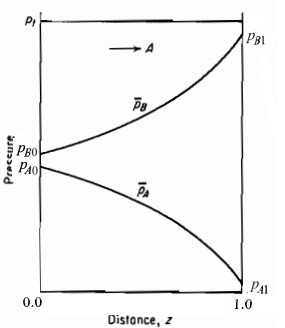 p_t
A
p_B1
p̄_B
p_B0
p_A0
Pressure
p̄_A
p_A1
0.0
1.0
Distance, z